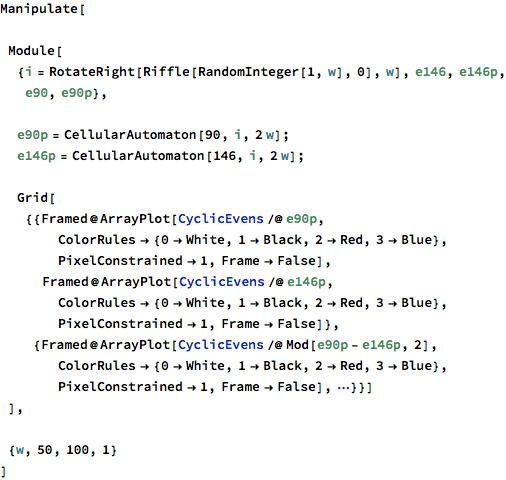 Manipulate[
Module[
{i = RotateRight[Riffle[RandomInteger[1, w], 0], w], e146, e146p,
e90, e90p},
e90p = CellularAutomaton[90, i, 2 w];
e146p = CellularAutomaton[146, i, 2 w];
Grid[
{{Framed@ArrayPlot[CyclicEvens /@ e90p,
ColorRules → {0 → White, 1 → Black, 2 → Red, 3 → Blue},
PixelConstrained → 1, Frame → False],
Framed@ArrayPlot[CyclicEvens /@ e146p,
ColorRules → {0 → White, 1 → Black, 2 → Red, 3 → Blue},
PixelConstrained → 1, Frame → False]},
{Framed@ArrayPlot[CyclicEvens /@ Mod[e90p - e146p, 2],
ColorRules → {0 → White, 1 → Black, 2 → Red, 3 → Blue},
PixelConstrained → 1, Frame → False], ⋯}}]
],
{w, 50, 100, 1}
]